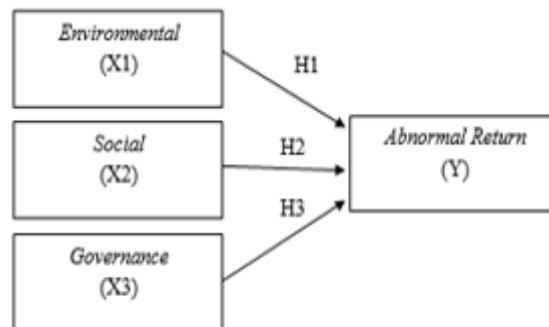 Environmental
(X1)
H1
Social
(X2)
H2
Abnormal Return
(Y)
H3
Governance
(X3)